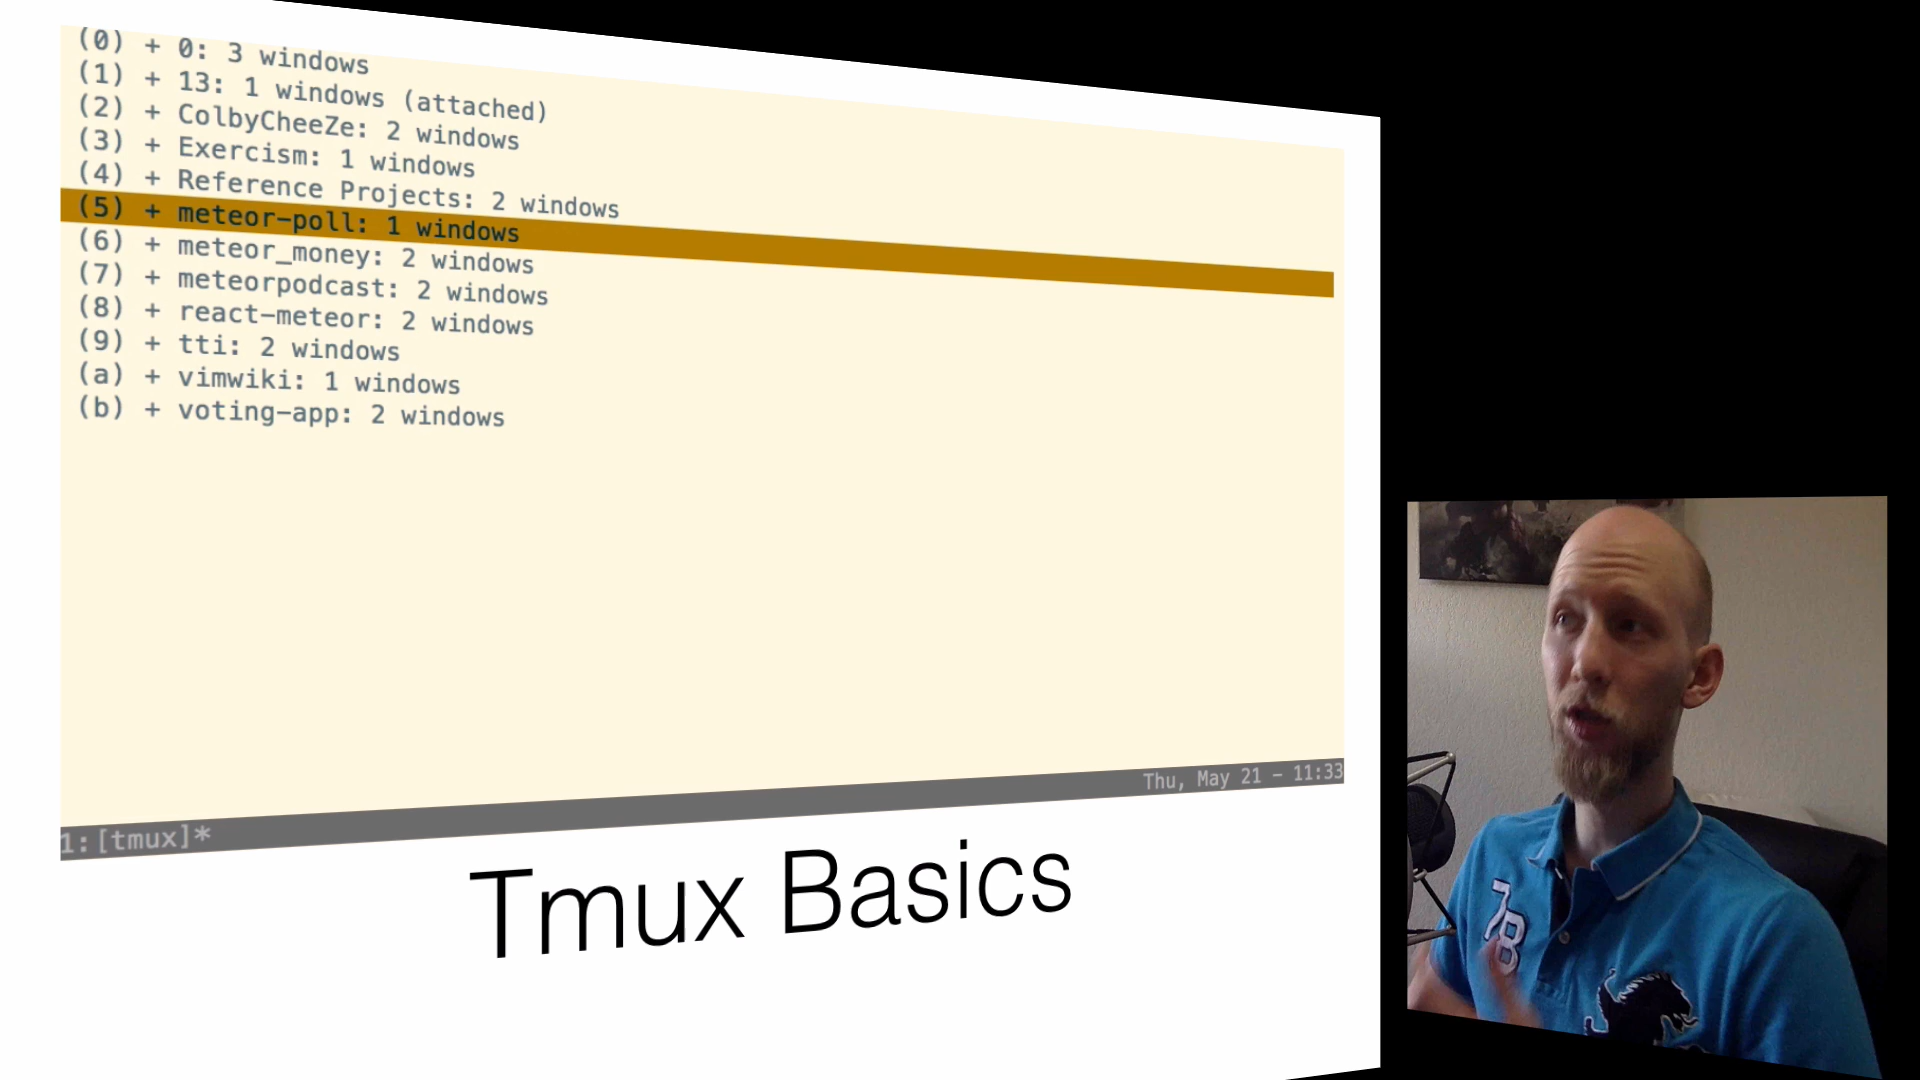 (0) + 0: 3 windows
(1) + 13: 1 windows (attached)
(2) + ColbyCheeZe: 2 windows
(3) + Exercism: 1 windows
(4) + Reference Projects: 2 windows
(5) + meteor-poll: 1 windows
(6) + meteor_money: 2 windows
(7) + meteorpodcast: 2 windows
(8) + react-meteor: 2 windows
(9) + tti: 2 windows
(a) + vimwiki: 1 windows
(b) + voting-app: 2 windows
1:[tmux]*
Thu, May 21 - 11:33
Tmux Basics
78